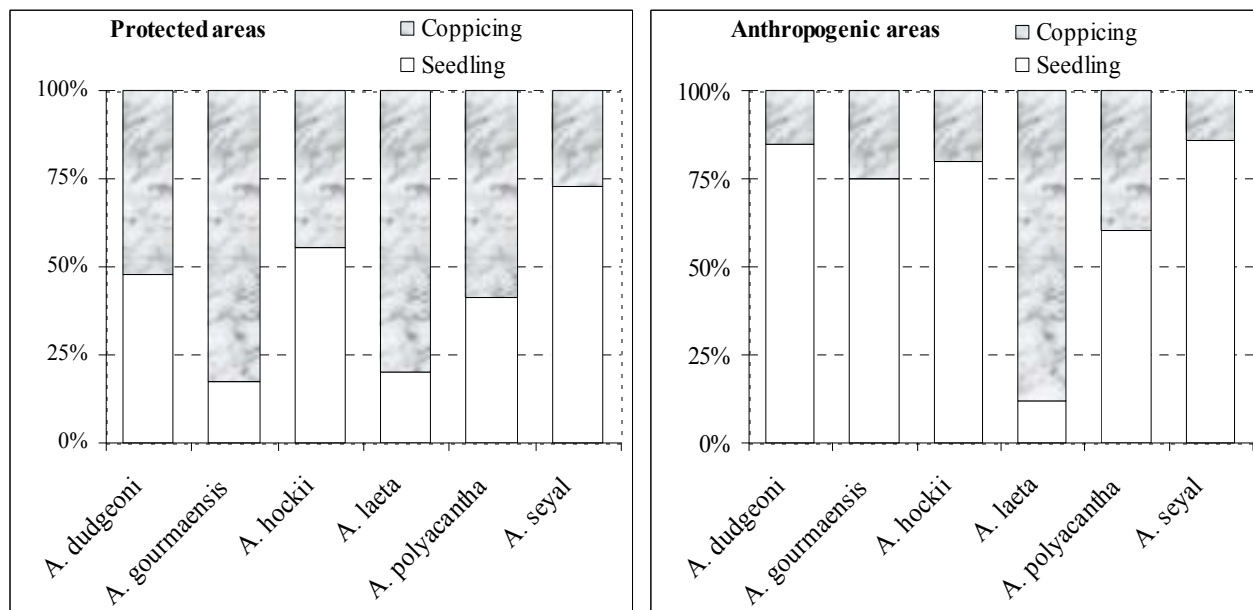 Protected areas
Coppicing
Seedling
100%
75%
50%
25%
0%
A. dudgeoni
A. gourmaensis
A. hockii
A. laeta
A. polyacantha
A. seyal
Anthropogenic areas
Coppicing
Seedling
100%
75%
50%
25%
0%
A. dudgeoni
A. gourmaensis
A. hockii
A. laeta
A. polyacantha
A. seyal